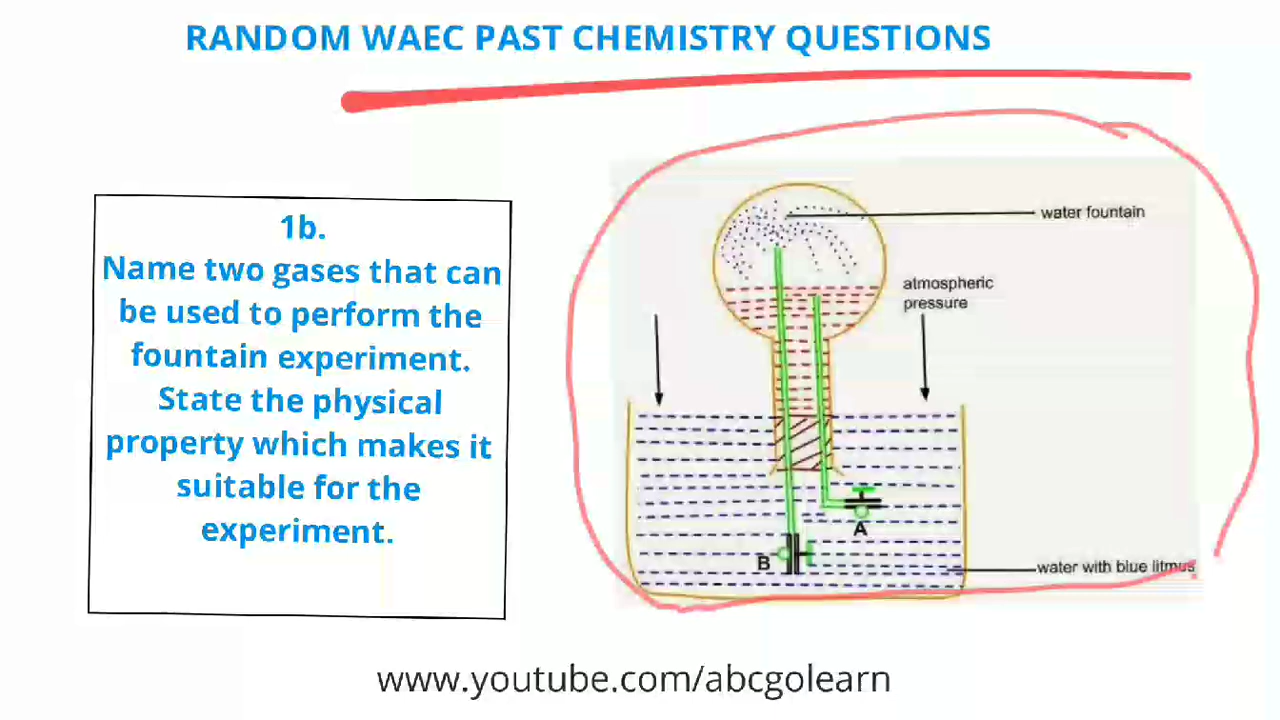 RANDOM WAEC PAST CHEMISTRY QUESTIONS
1b.
Name two gases that can
be used to perform the
fountain experiment.
State the physical
property which makes it
suitable for the
experiment.
water fountain
atmospheric
pressure
A
B
water with blue litmus
www.youtube.com/abcgolearn